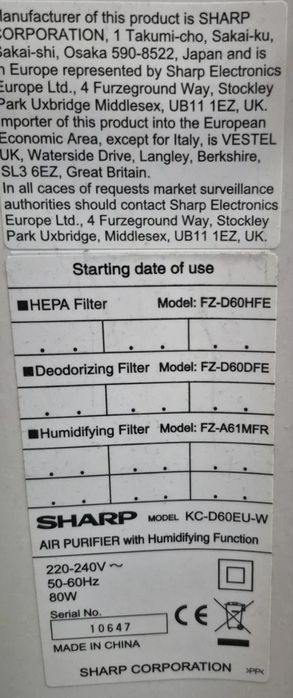 Manufacturer of this product is SHARP
CORPORATION, 1 Takumi-cho, Sakai-ku,
Sakai-shi, Osaka 590-8522, Japan and is
in Europe represented by Sharp Electronics
Europe Ltd., 4 Furzeground Way, Stockley
Park Uxbridge Middlesex, UB11 1EZ, UK.
Importer of this product into the European
Economic Area, except for Italy, is VESTEL
UK, Waterside Drive, Langley, Berkshire,
SL3 6EZ, Great Britain.
In all caces of requests market surveillance
authorities should contact Sharp Electronics
Europe Ltd., 4 Furzeground Way, Stockley
Park Uxbridge, Middlesex, UB11 1EZ, UK.
Starting date of use
■HEPA Filter Model: FZ-D60HFE
■Deodorizing Filter Model: FZ-D60DFE
■Humidifying Filter Model: FZ-A61MFR
SHARP MODEL KC-D60EU-W
AIR PURIFIER with Humidifying Function
220-240V ~
50-60Hz
80W
Serial No.
10647
CE
MADE IN CHINA
SHARP CORPORATION >PP<